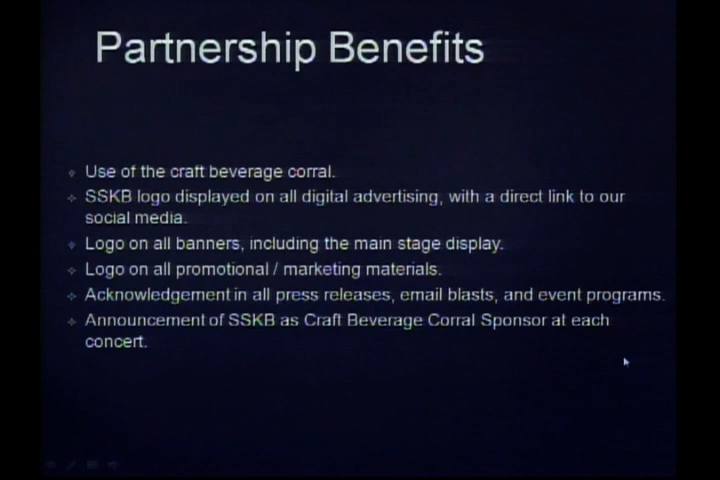 Partnership Benefits
Use of the craft beverage corral.
SSKB logo displayed on all digital advertising, with a direct link to our
social media.
Logo on all banners, including the main stage display.
Logo on all promotional / marketing materials.
Acknowledgement in all press releases, email blasts, and event programs.
Announcement of SSKB as Craft Beverage Corral Sponsor at each
concert.